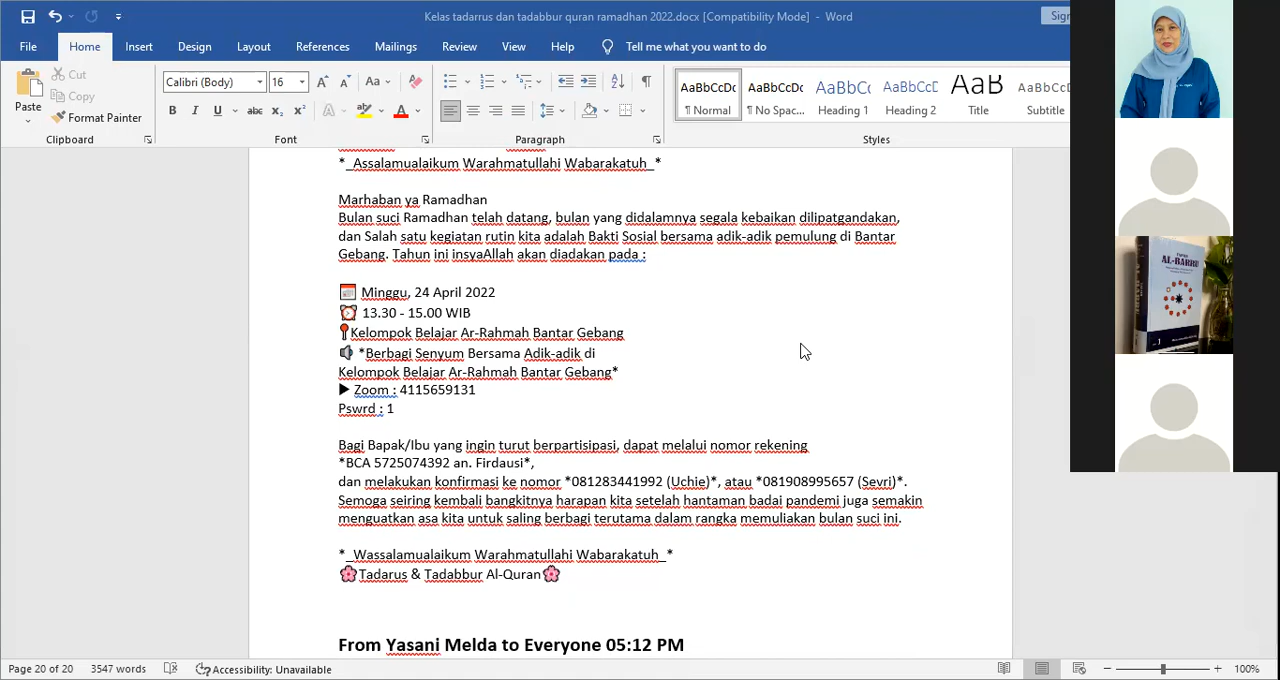 Kelas tadarrus dan tadabbur quran ramadhan 2022.docx [Compatibility Mode] - Word
File Home Insert Design Layout References Mailings Review View Help Tell me what you want to do
Paste
Cut
Copy
Format Painter
Clipboard
Calibri (Body) 16
Font
Paragraph
AaBbCcDc AaBbCcDc AaBbCc AaBbCcD AaB AaBbCcD
¶ Normal ¶ No Spac... Heading 1 Heading 2 Title Subtitle
Styles
*_Assalamualaikum Warahmatullahi Wabarakatuh_*
Marhaban ya Ramadhan
Bulan suci Ramadhan telah datang, bulan yang didalamnya segala kebaikan dilipatgandakan,
dan Salah satu kegiatan rutin kita adalah Bakti Sosial bersama adik-adik pemulung di Bantar
Gebang. Tahun ini insyaAllah akan diadakan pada :
📅 Minggu, 24 April 2022
⏰ 13.30 - 15.00 WIB
📍Kelompok Belajar Ar-Rahmah Bantar Gebang
🔊 *Berbagi Senyum Bersama Adik-adik di
Kelompok Belajar Ar-Rahmah Bantar Gebang*
▶ Zoom : 4115659131
Pswrd : 1
Bagi Bapak/Ibu yang ingin turut berpartisipasi, dapat melalui nomor rekening
*BCA 5725074392 an. Firdausi*,
dan melakukan konfirmasi ke nomor *081283441992 (Uchie)*, atau *081908995657 (Sevri)*.
Semoga seiring kembali bangkitnya harapan kita setelah hantaman badai pandemi juga semakin
menguatkan asa kita untuk saling berbagi terutama dalam rangka memuliakan bulan suci ini.
*_Wassalamualaikum Warahmatullahi Wabarakatuh_*
🌸Tadarus & Tadabbur Al-Quran🌸
From Yasani Melda to Everyone 05:12 PM
Page 20 of 20 3547 words Accessibility: Unavailable 100%
AL-BARRU